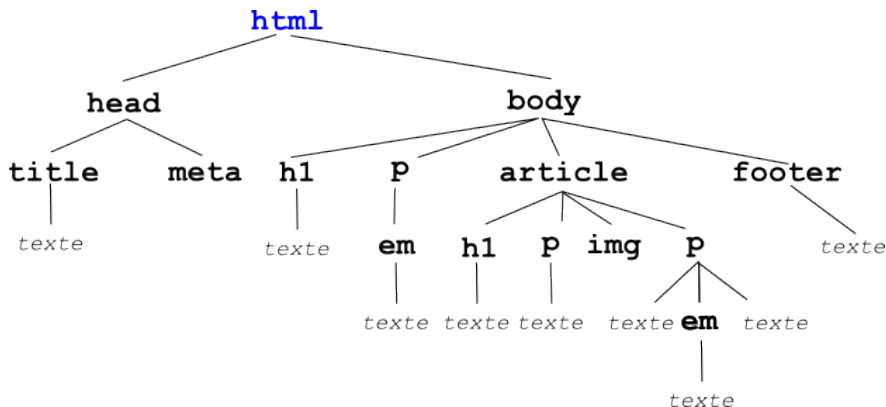 html
head body
title meta h1 p article footer
texte texte em h1 p img p texte
texte texte texte texte em texte
texte